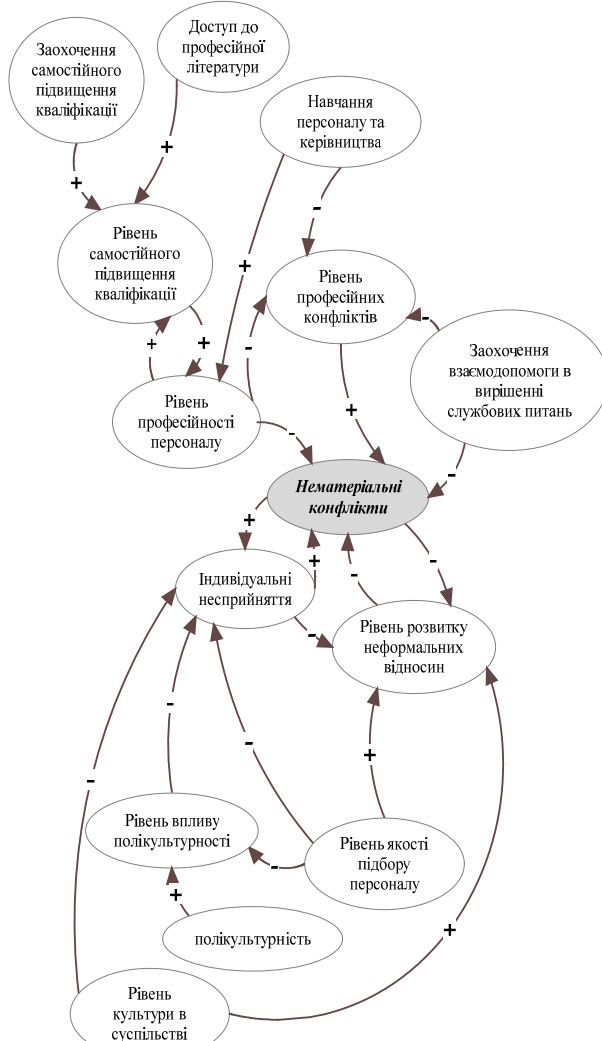 Заохочення
самостійного
підвищення
кваліфікації
Доступ до
професійної
літератури
Навчання
персоналу та
керівництва
+
+
-
Рівень
самостійного
підвищення
кваліфікації
+
Рівень
професійних
конфліктів
-
Заохочення
взаємодопомоги в
вирішенні
службових питань
+
+
-
Рівень
професійності
персоналу
+
-
-
Нематеріальні
конфлікти
+
+
-
-
Індивідуальні
несприйняття
-
Рівень розвитку
неформальних
відносин
-
-
+
-
Рівень впливу
полікультурності
-
Рівень якості
підбору
персоналу
+
полікультурність
+
Рівень
культури в
суспільстві